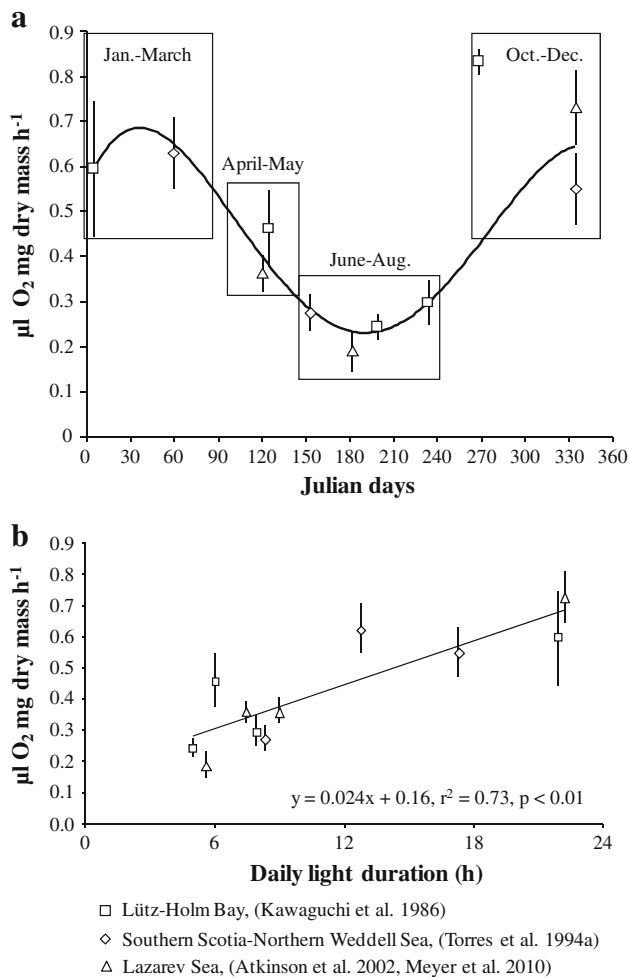 a
0.9
0.8
0.7
0.6
0.5
0.4
0.3
0.2
0.1
0
µl O₂ mg dry mass h⁻¹
Jan.-March
April-May
June-Aug.
Oct.-Dec.
0 30 60 90 120 150 180 210 240 270 300 330 360
Julian days
b
0.9
0.8
0.7
0.6
0.5
0.4
0.3
0.2
0.1
0.0
µl O₂ mg dry mass h⁻¹
y = 0.024x + 0.16, r² = 0.73, p < 0.01
0 6 12 18 24
Daily light duration (h)
Lütz-Holm Bay, (Kawaguchi et al. 1986)
Southern Scotia-Northern Weddell Sea, (Torres et al. 1994a)
Lazarev Sea, (Atkinson et al. 2002, Meyer et al. 2010)